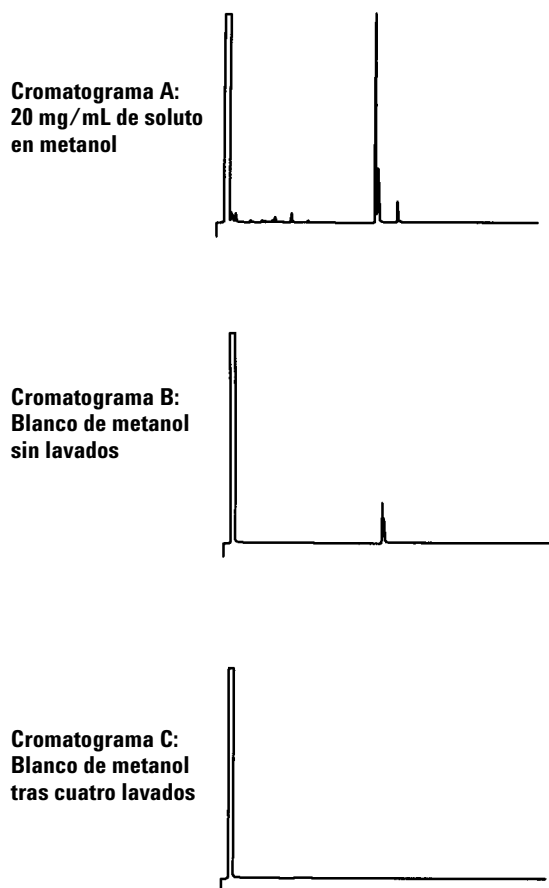 Cromatograma A:
20 mg/mL de soluto
en metanol
Cromatograma B:
Blanco de metanol
sin lavados
Cromatograma C:
Blanco de metanol
tras cuatro lavados